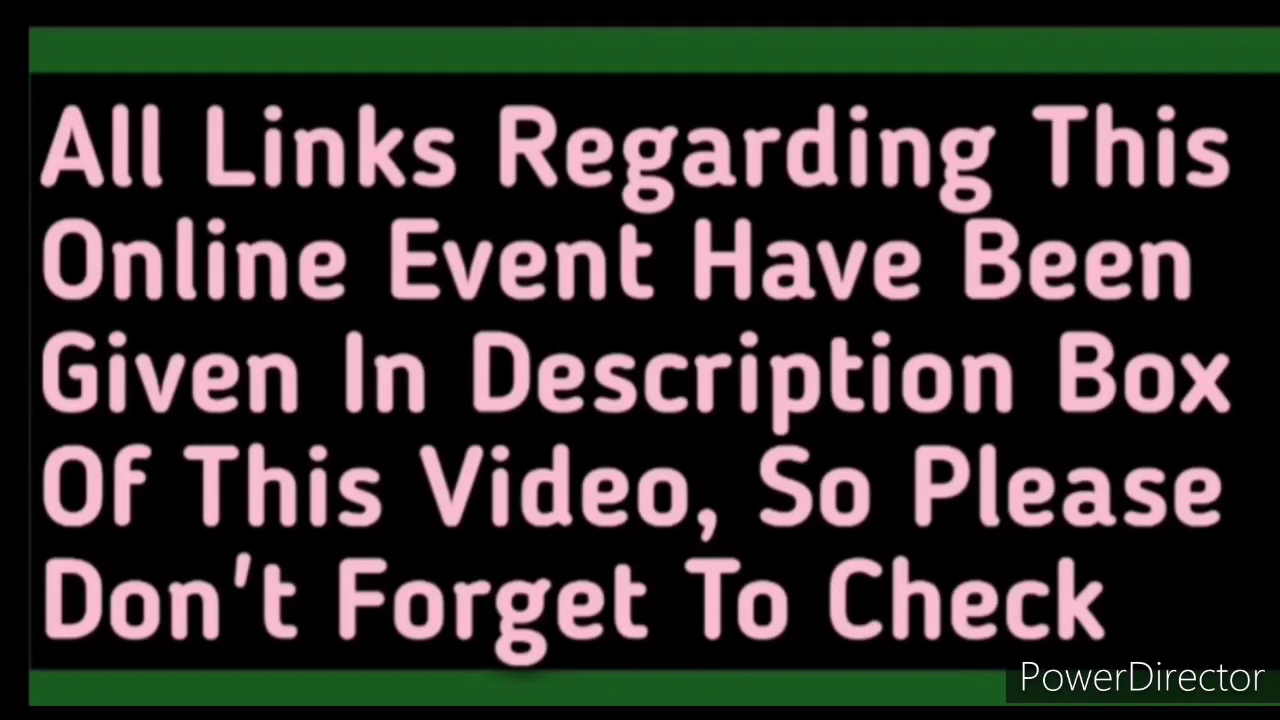 All Links Regarding This
Online Event Have Been
Given In Description Box
Of This Video, So Please
Don't Forget To Check
PowerDirector